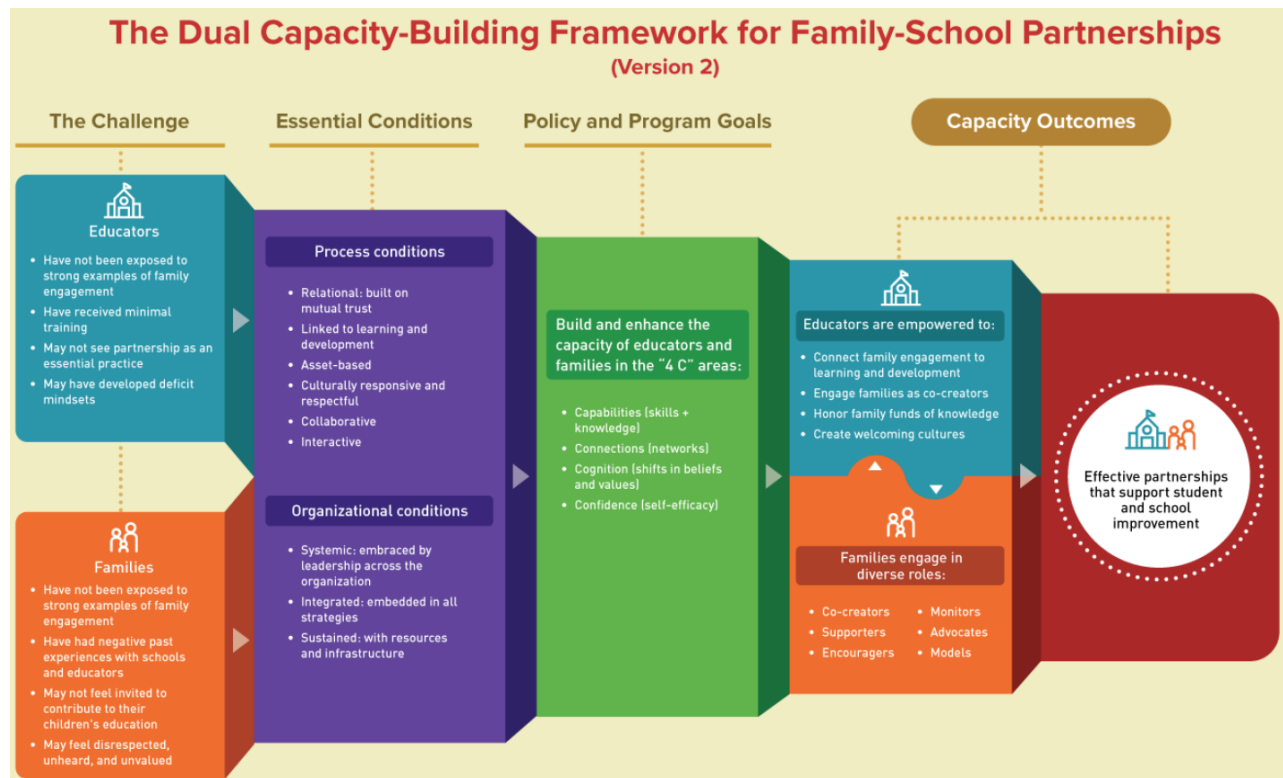 The Dual Capacity-Building Framework for Family-School Partnerships
(Version 2)
The Challenge
Essential Conditions
Policy and Program Goals
Capacity Outcomes
Educators
• Have not been exposed to
strong examples of family
engagement
• Have received minimal
training
• May not see partnership as an
essential practice
• May have developed deficit
mindsets
Families
• Have not been exposed to
strong examples of family
engagement
• Have had negative past
experiences with schools
and educators
• May not feel invited to
contribute to their
children's education
• May feel disrespected,
unheard, and unvalued
Process conditions
• Relational: built on
mutual trust
• Linked to learning and
development
• Asset-based
• Culturally responsive and
respectful
• Collaborative
• Interactive
Organizational conditions
• Systemic: embraced by
leadership across the
organization
• Integrated: embedded in all
strategies
• Sustained: with resources
and infrastructure
Build and enhance the
capacity of educators and
families in the "4 C" areas:
• Capabilities (skills +
knowledge)
• Connections (networks)
• Cognition (shifts in beliefs
and values)
• Confidence (self-efficacy)
Educators are empowered to:
• Connect family engagement to
learning and development
• Engage families as co-creators
• Honor family funds of knowledge
• Create welcoming cultures
Families engage in
diverse roles:
• Co-creators
• Supporters
• Encouragers
• Monitors
• Advocates
• Models
Effective partnerships
that support student
and school
improvement